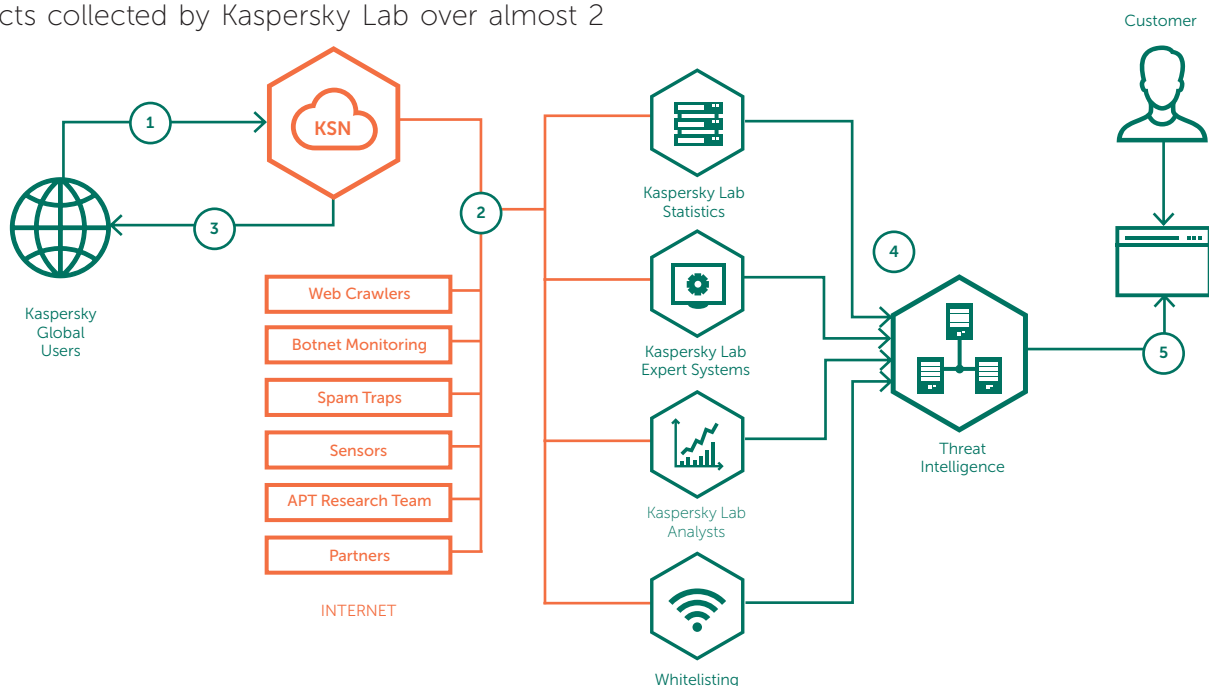 cts collected by Kaspersky Lab over almost 2
Customer
1
KSN
2
3
Kaspersky
Global
Users
Web Crawlers
Botnet Monitoring
Spam Traps
Sensors
APT Research Team
Partners
INTERNET
Kaspersky Lab
Statistics
Kaspersky Lab
Expert Systems
Kaspersky Lab
Analysts
Whitelisting
4
Threat
Intelligence
5